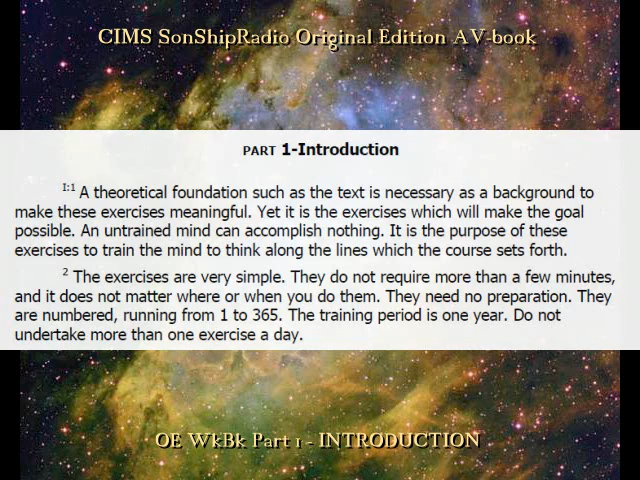 CIMS SonShipRadio Original Edition AV-book
PART 1-Introduction
I:1 A theoretical foundation such as the text is necessary as a background to
make these exercises meaningful. Yet it is the exercises which will make the goal
possible. An untrained mind can accomplish nothing. It is the purpose of these
exercises to train the mind to think along the lines which the course sets forth.
2 The exercises are very simple. They do not require more than a few minutes,
and it does not matter where or when you do them. They need no preparation. They
are numbered, running from 1 to 365. The training period is one year. Do not
undertake more than one exercise a day.
OE WkBk Part 1 - INTRODUCTION